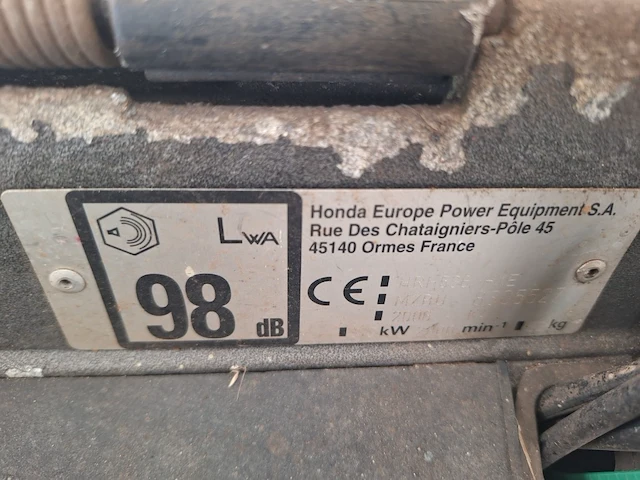 LWA
98 dB
Honda Europe Power Equipment S.A.
Rue Des Chataigniers-Pôle 45
45140 Ormes France
CE
kW min-1 kg